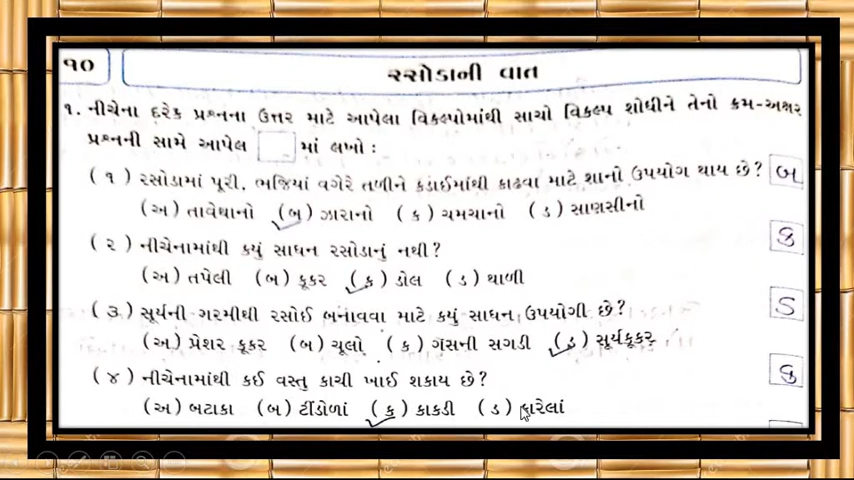 ૧૦
રસોડાની વાત
૧. નીચેના દરેક પ્રશ્નના ઉત્તર માટે આપેલા વિકલ્પોમાંથી સાચો વિકલ્પ શોધીને તેનો ક્રમ-અક્ષર
પ્રશ્નની સામે આપેલ માં લખો :
(૧) રસોડામાં પૂરી, ભજિયાં વગેરે તળીને કડાઈમાંથી કાઢવા માટે શાનો ઉપયોગ થાય છે? બ
(અ) તાવેથાનો (બ) ઝારાનો (ક) ચમચાનો (ડ) સાણસીનો
(૨) નીચેનામાંથી કયું સાધન રસોડાનું નથી? ક
(અ) તપેલી (બ) કૂકર (ક) ડોલ (ડ) થાળી
(૩) સૂર્યની ગરમીથી રસોઈ બનાવવા માટે કયું સાધન ઉપયોગી છે? ડ
(અ) પ્રેશર કૂકર (બ) ચૂલો (ક) ગૅસની સગડી (ડ) સૂર્યકૂકર
(૪) નીચેનામાંથી કઈ વસ્તુ કાચી ખાઈ શકાય છે? ક
(અ) બટાકા (બ) ટીંડોળાં (ક) કાકડી (ડ) કારેલાં